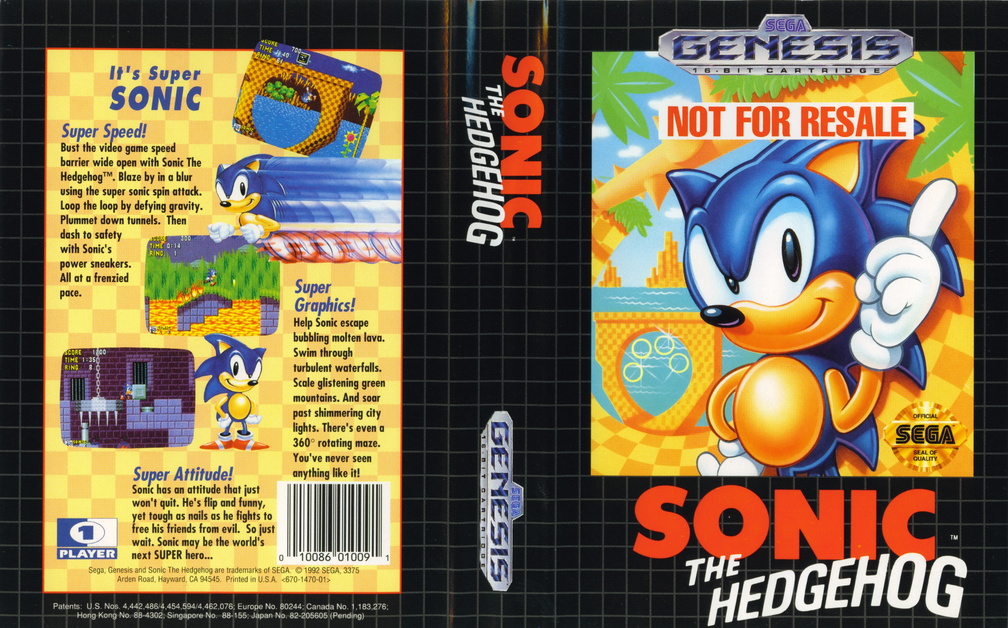 It's Super
SONIC
Super Speed!
Bust the video game speed
barrier wide open with Sonic The
Hedgehog™. Blaze by in a blur
using the super sonic spin attack.
Loop the loop by defying gravity.
Plummet down tunnels. Then
dash to safety
with Sonic's
power sneakers.
All at a frenzied
pace.
Super
Graphics!
Help Sonic escape
bubbling molten lava.
Swim through
turbulent waterfalls.
Scale glistening green
mountains. And soar
past shimmering city
lights. There's even a
360° rotating maze.
You've never seen
anything like it!
Super Attitude!
Sonic has an attitude that just
won't quit. He's flip and funny,
yet tough as nails as he fights to
free his friends from evil. So just
wait. Sonic may be the world's
next SUPER hero...
1
PLAYER
0 10086 01009 1
Sega, Genesis and Sonic The Hedgehog are trademarks of SEGA. © 1992 SEGA, 3375
Arden Road, Hayward, CA 94545. Printed in U.S.A. <670-1470-01>
Patents: U.S. Nos. 4,442,486/4,454,594/4,462,076; Europe No. 80244; Canada No. 1,183,276;
Hong Kong No. 88-4302; Singapore No. 88-155; Japan No. 82-205605 (Pending)
SONIC
THE
HEDGEHOG
SEGA
GENESIS
16-BIT CARTRIDGE
SEGA
GENESIS
16-BIT CARTRIDGE
NOT FOR RESALE
OFFICIAL
SEGA
SEAL OF
QUALITY
SONIC
™
THE
HEDGEHOG